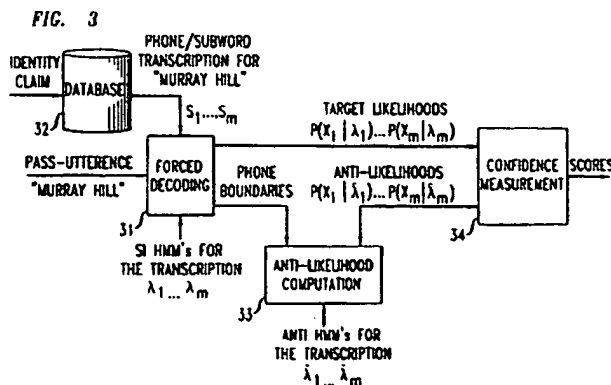 FIG. 3
IDENTITY
CLAIM
DATABASE
32
PHONE/SUBWORD
TRANSCRIPTION FOR
"MURRAY HILL"
S₁...Sₘ
PASS-UTTERENCE
"MURRAY HILL"
FORCED
DECODING
31
SI HMM's FOR
THE TRANSCRIPTION
λ₁... λₘ
PHONE
BOUNDARIES
TARGET LIKELIHOODS
P(X₁ | λ₁)... P(Xₘ | λₘ)
ANTI-LIKELIHOODS
P(X₁ | λ̄₁)... P(Xₘ | λ̄ₘ)
CONFIDENCE
MEASUREMENT
34
SCORES
ANTI-LIKELIHOOD
COMPUTATION
33
ANTI HMM's FOR
THE TRANSCRIPTION
λ̄₁... λ̄ₘ